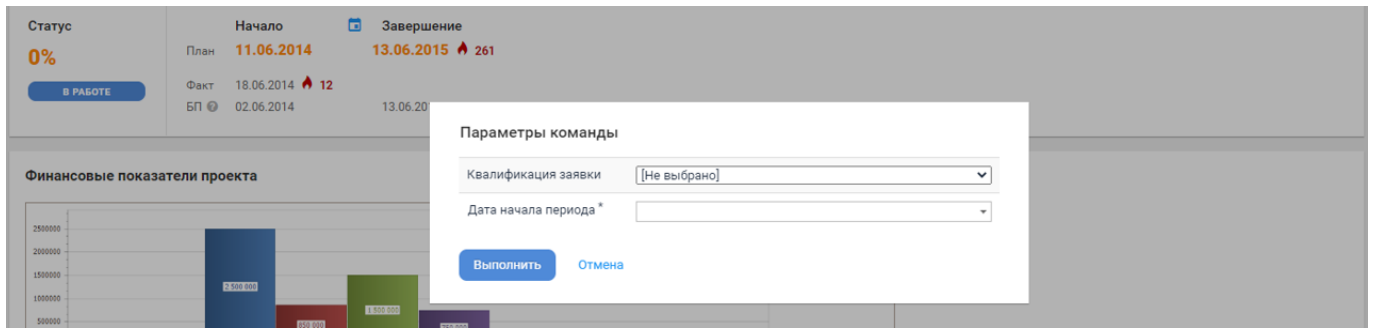 Статус
Начало Завершение
0%
План 11.06.2014 13.06.2015 261
В РАБОТЕ
Факт 18.06.2014 12
БП 02.06.2014 13.06.20
Параметры команды
Квалификация заявки [Не выбрано]
Дата начала периода *
Выполнить Отмена
Финансовые показатели проекта
2500000
2000000
1500000
1000000
500000
2 500 000
850 000
1 500 000